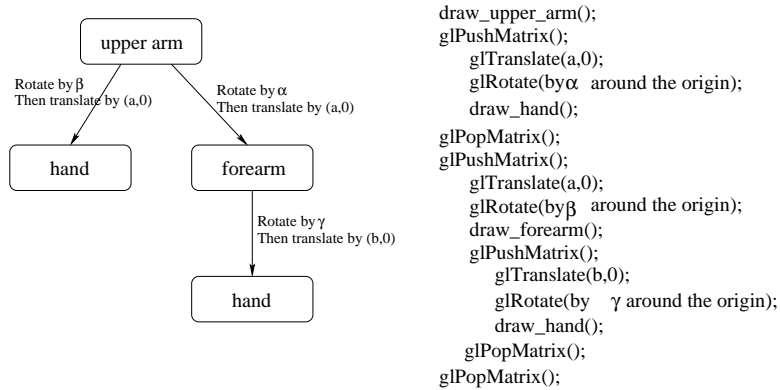 upper arm
Rotate by β
Then translate by (a,0)
Rotate by α
Then translate by (a,0)
hand
forearm
Rotate by γ
Then translate by (b,0)
hand
draw_upper_arm();
glPushMatrix();
glTranslate(a,0);
glRotate(by α around the origin);
draw_hand();
glPopMatrix();
glPushMatrix();
glTranslate(a,0);
glRotate(by β around the origin);
draw_forearm();
glPushMatrix();
glTranslate(b,0);
glRotate(by γ around the origin);
draw_hand();
glPopMatrix();
glPopMatrix();